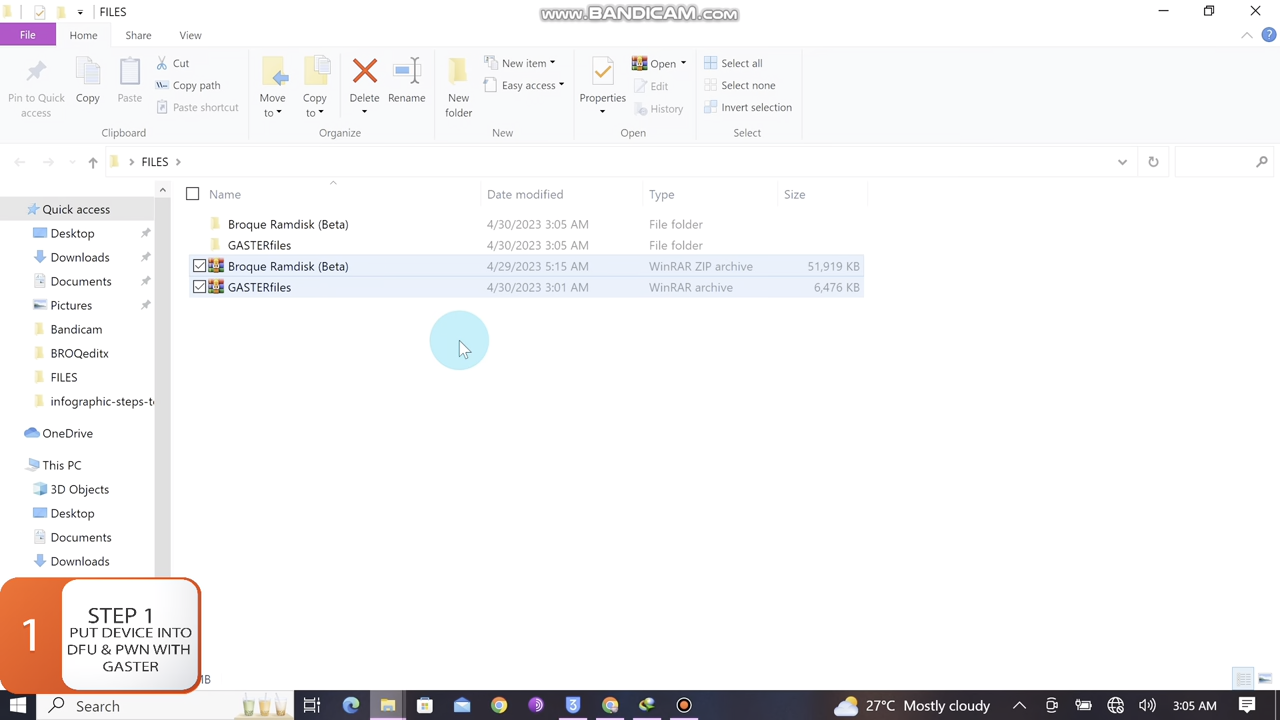 FILES
www.BANDICAM.com
File
Home
Share
View
Pin to Quick access
Copy
Paste
Cut
Copy path
Paste shortcut
Clipboard
Move to
Copy to
Delete
Rename
Organize
New folder
New item
Easy access
New
Properties
Open
Edit
History
Open
Select all
Select none
Invert selection
Select
FILES
Name
Date modified
Type
Size
Broque Ramdisk (Beta) 4/30/2023 3:05 AM File folder
GASTERfiles 4/30/2023 3:05 AM File folder
Broque Ramdisk (Beta) 4/29/2023 5:15 AM WinRAR ZIP archive 51,919 KB
GASTERfiles 4/30/2023 3:01 AM WinRAR archive 6,476 KB
Quick access
Desktop
Downloads
Documents
Pictures
Bandicam
BROQeditx
FILES
infographic-steps-t
OneDrive
This PC
3D Objects
Desktop
Documents
Downloads
1
STEP 1
PUT DEVICE INTO
DFU & PWN WITH
GASTER
MB
Search
27°C Mostly cloudy
3:05 AM